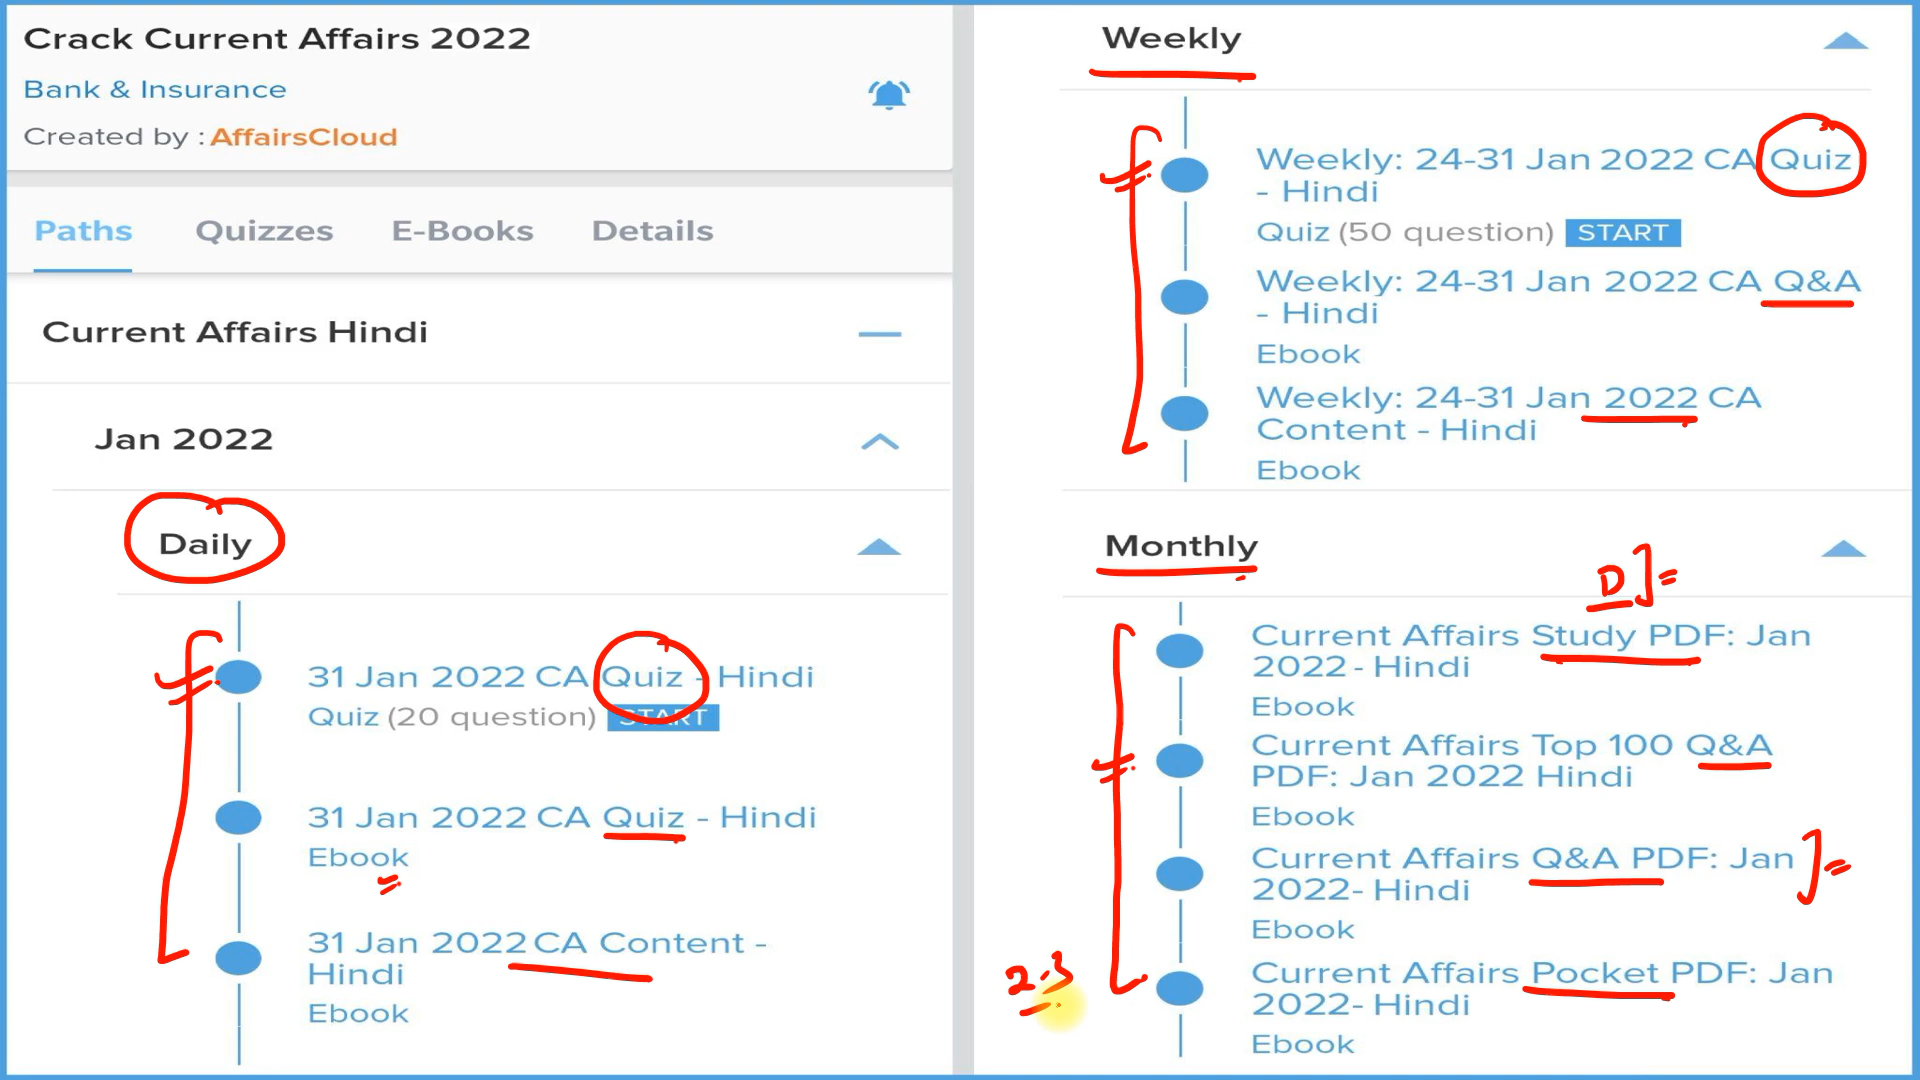 Crack Current Affairs 2022
Bank & Insurance
Created by : AffairsCloud
Paths Quizzes E-Books Details
Current Affairs Hindi
Jan 2022
Daily
31 Jan 2022 CA Quiz - Hindi
Quiz (20 question) START
31 Jan 2022 CA Quiz - Hindi
Ebook
31 Jan 2022 CA Content -
Hindi
Ebook
Weekly
Weekly: 24-31 Jan 2022 CA Quiz
- Hindi
Quiz (50 question) START
Weekly: 24-31 Jan 2022 CA Q&A
- Hindi
Ebook
Weekly: 24-31 Jan 2022 CA
Content - Hindi
Ebook
Monthly
D
Current Affairs Study PDF: Jan
2022- Hindi
Ebook
Current Affairs Top 100 Q&A
PDF: Jan 2022 Hindi
Ebook
Current Affairs Q&A PDF: Jan
2022- Hindi
Ebook
2-3
Current Affairs Pocket PDF: Jan
2022- Hindi
Ebook